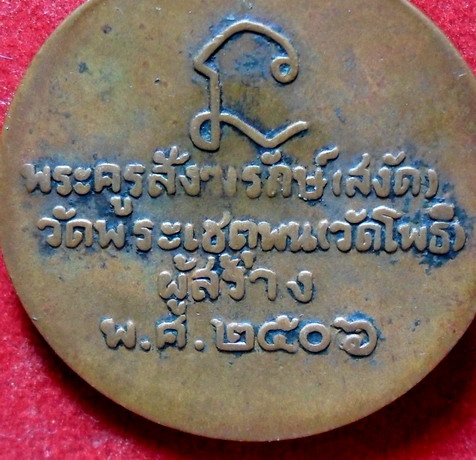 พระครูสังฆรักษ์(สงัด)
วัดพระเชตุพน(วัดโพธิ์)
ผู้สร้าง
พ.ศ.๒๕๐๖